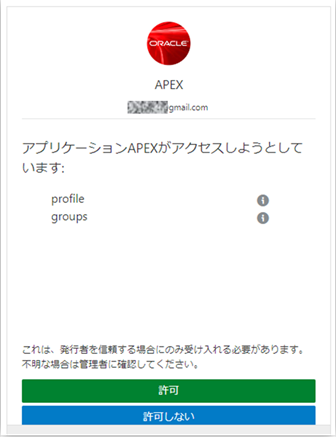 ORACLE
APEX
gmail.com
アプリケーションAPEXがアクセスしようとして
います:
profile
groups
これは、発行者を信頼する場合にのみ受け入れる必要があります。
不明な場合は管理者に確認してください。
許可
許可しない